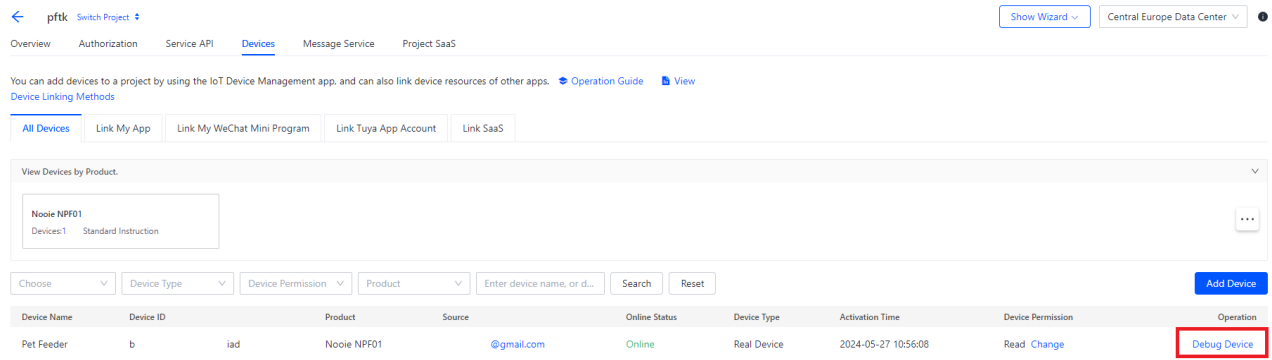 pftk Switch Project Show Wizard Central Europe Data Center
Overview Authorization Service API Devices Message Service Project SaaS
You can add devices to a project by using the IoT Device Management app, and can also link device resources of other apps. Operation Guide View
Device Linking Methods
All Devices Link My App Link My WeChat Mini Program Link Tuya App Account Link SaaS
View Devices by Product.
Nooie NPF01
Devices:1 Standard Instruction
Choose Device Type Device Permission Product Enter device name, or d... Search Reset Add Device
Device Name Device ID Product Source Online Status Device Type Activation Time Device Permission Operation
Pet Feeder b iad Nooie NPF01 @gmail.com Online Real Device 2024-05-27 10:56:08 Read Change Debug Device